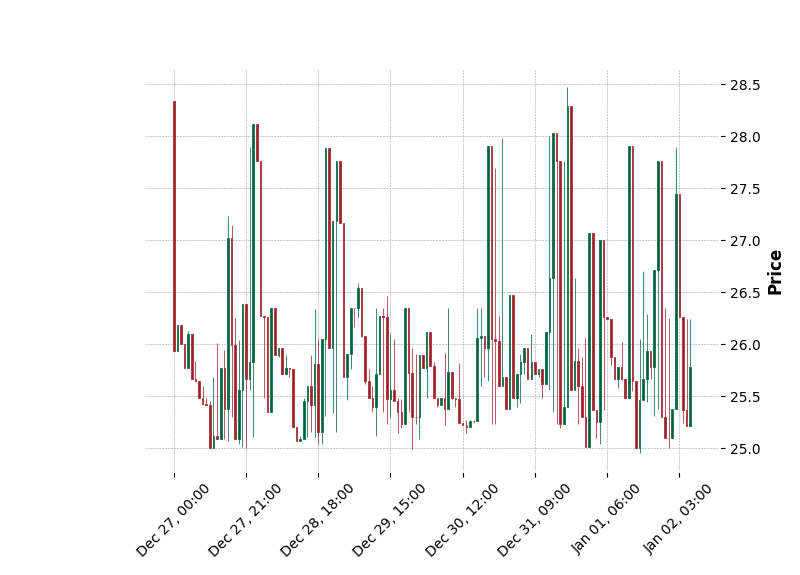 28.5
28.0
27.5
27.0
26.5
26.0
25.5
25.0
Price
Dec 27, 00:00
Dec 27, 21:00
Dec 28, 18:00
Dec 29, 15:00
Dec 30, 12:00
Dec 31, 09:00
Jan 01, 06:00
Jan 02, 03:00